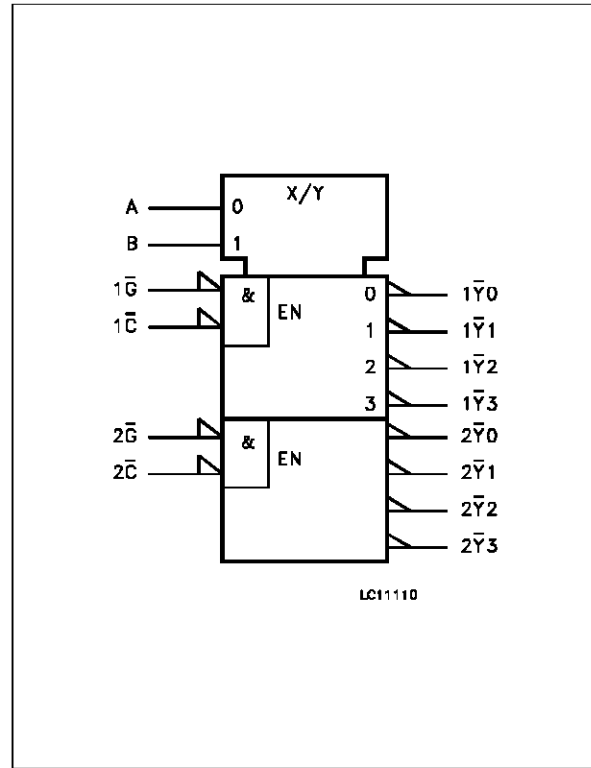 X/Y
A 0
B 1
1G̅ & EN 0 1Y̅0
1C̅ 1 1Y̅1
2 1Y̅2
3 1Y̅3
2G̅ & EN 2Y̅0
2C̅ 2Y̅1
2Y̅2
2Y̅3
LC11110